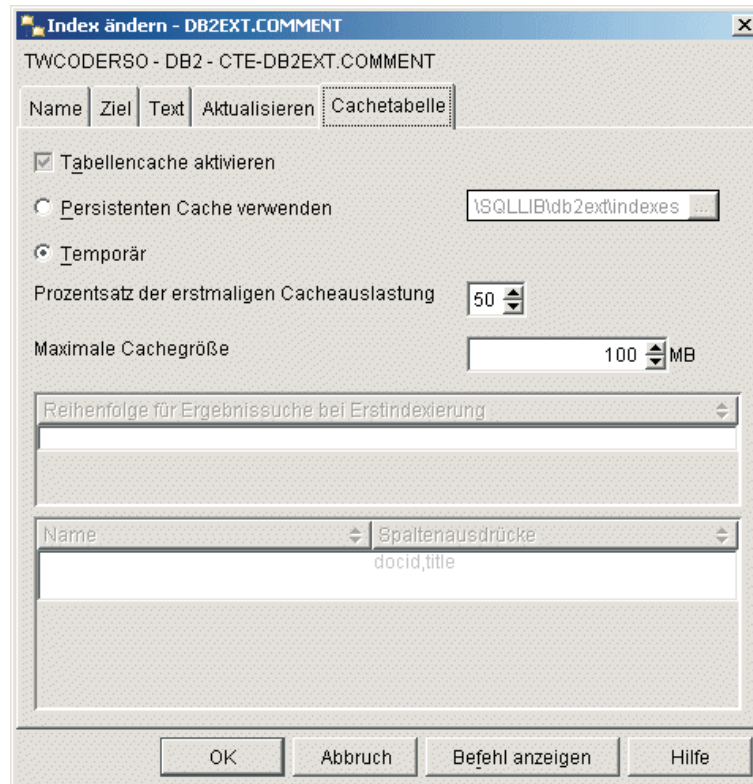 Index ändern - DB2EXT.COMMENT
TWCODERSO - DB2 - CTE-DB2EXT.COMMENT
Name Ziel Text Aktualisieren Cachetabelle
Tabellencache aktivieren
Persistenten Cache verwenden \SQLLIB\db2ext\indexes ...
Temporär
Prozentsatz der erstmaligen Cacheauslastung 50
Maximale Cachegröße 100 MB
Reihenfolge für Ergebnissuche bei Erstindexierung
Name Spaltenausdrücke
docid,title
OK Abbruch Befehl anzeigen Hilfe